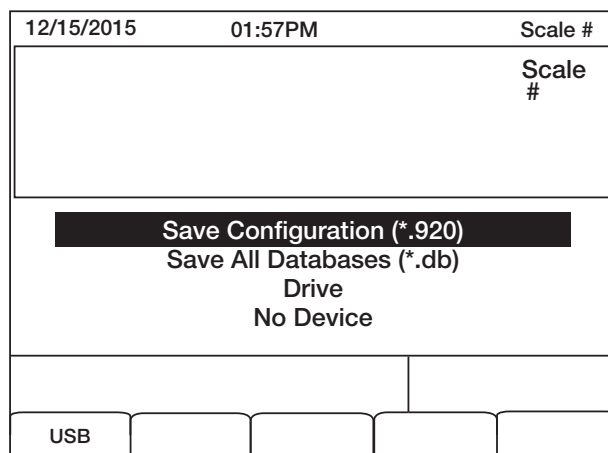 12/15/2015 01:57PM Scale #
Scale
#
Save Configuration (*.920)
Save All Databases (*.db)
Drive
No Device
USB